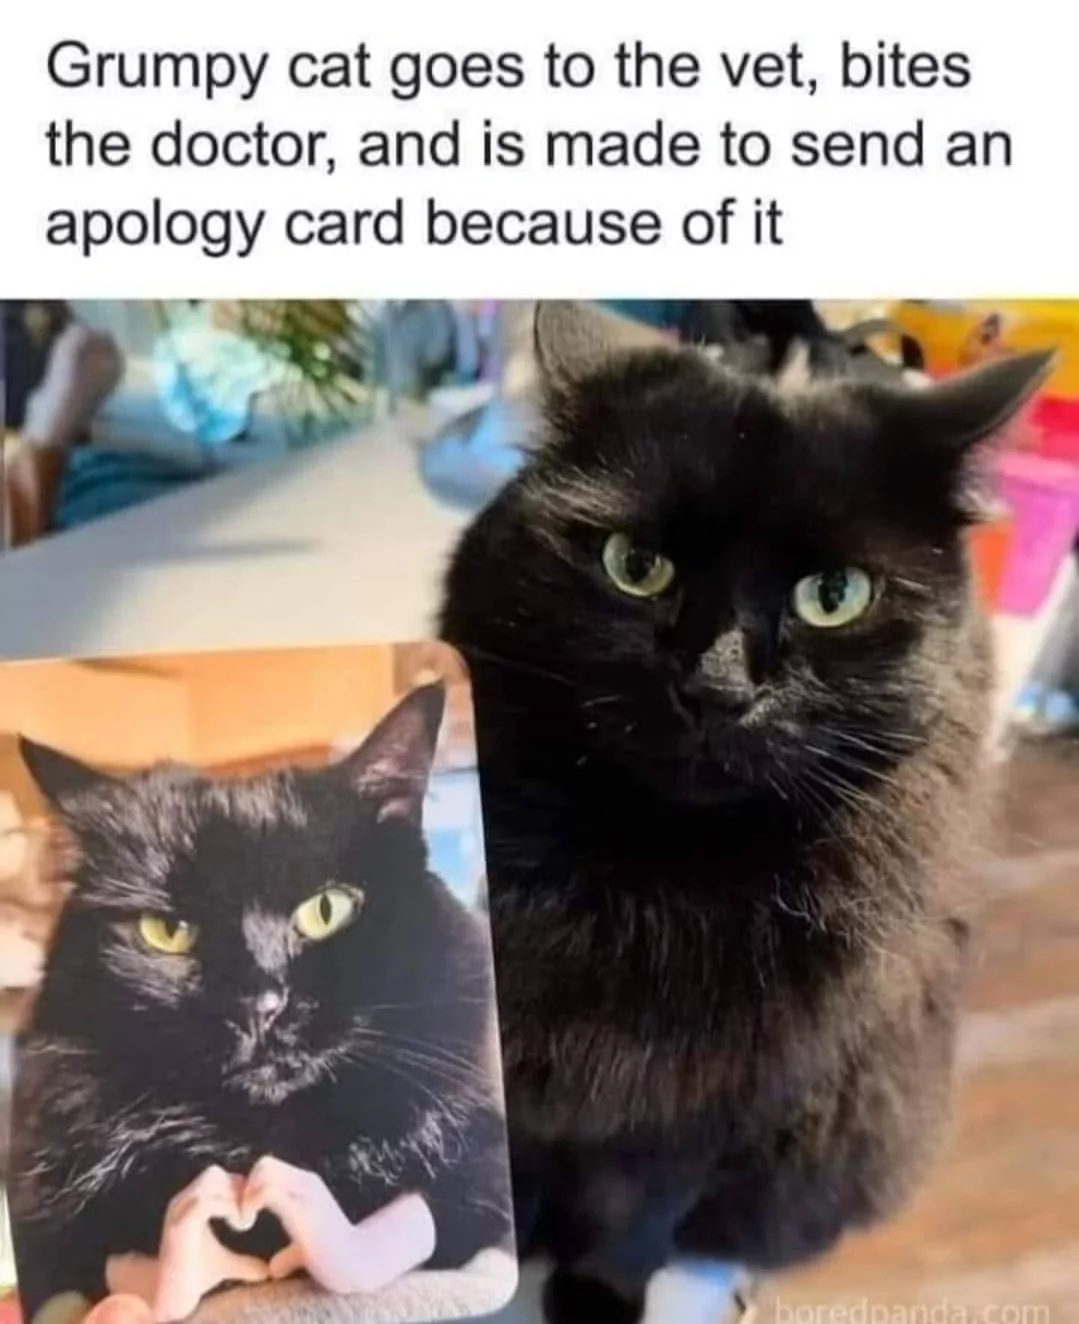 Grumpy cat goes to the vet, bites
the doctor, and is made to send an
apology card because of it
boredpanda.com